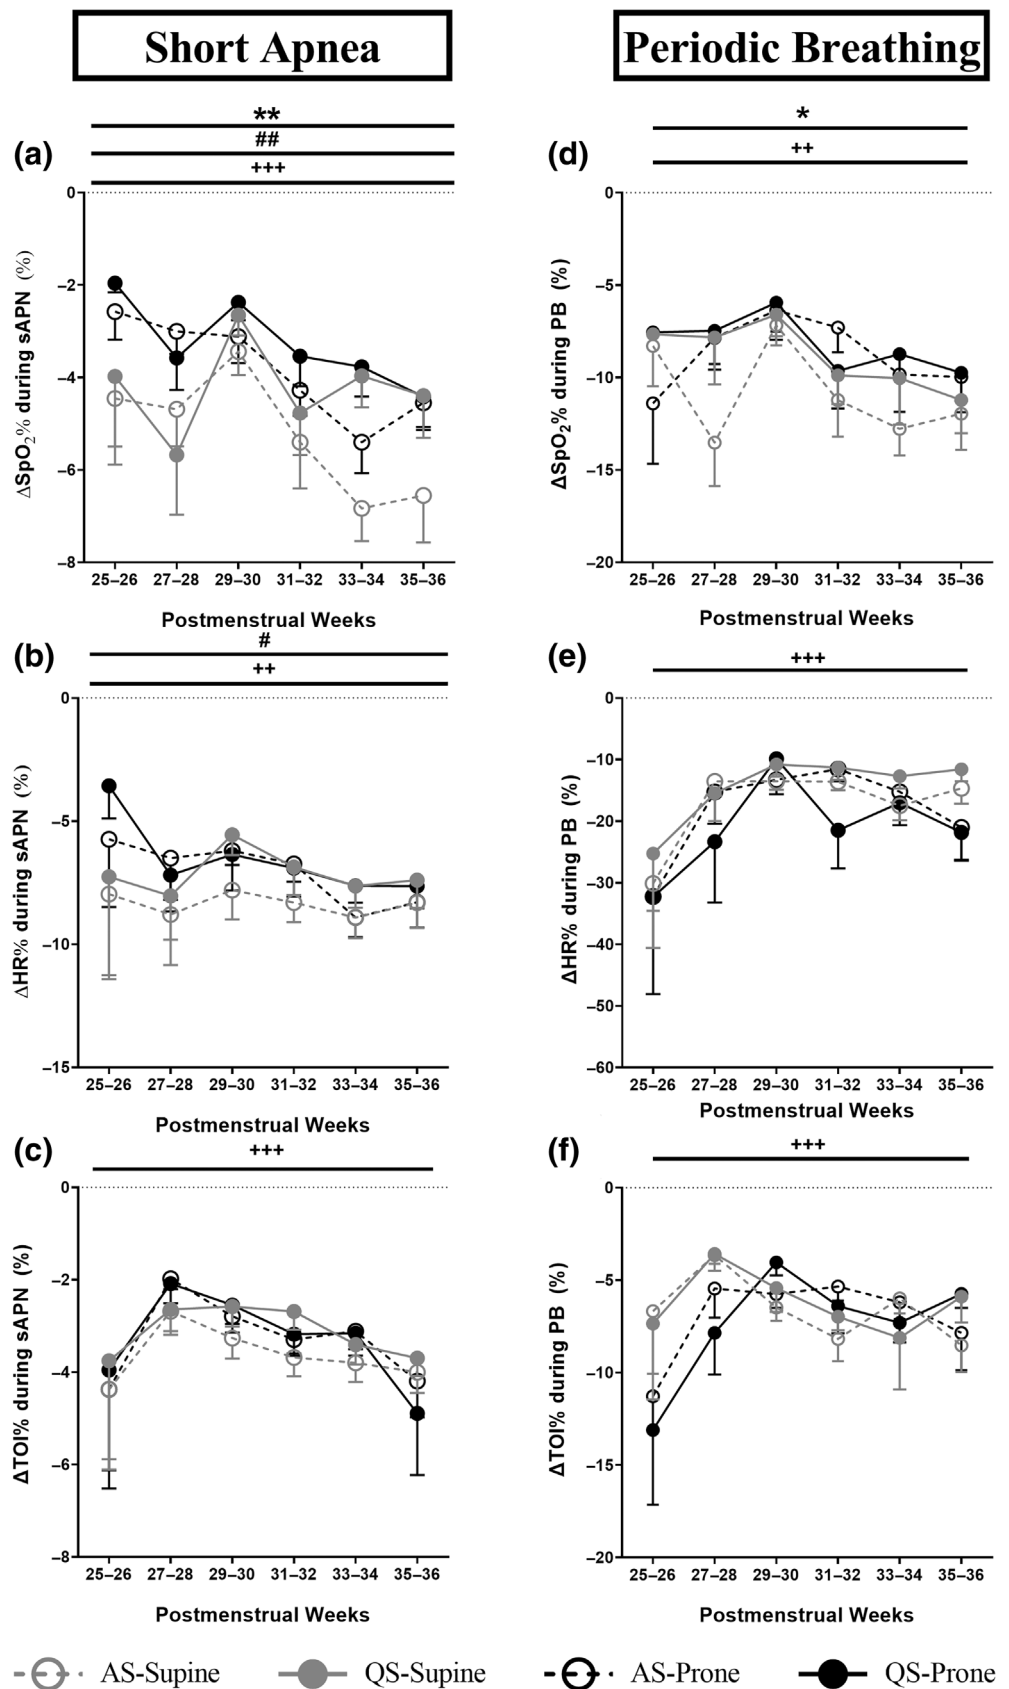 Short Apnea
Periodic Breathing
(a)
**
##
+++
ΔSpO2% during sAPN (%)
0
–2
–4
–6
–8
25–26 27–28 29–30 31–32 33–34 35–36
Postmenstrual Weeks
(d)
*
++
ΔSpO2% during PB (%)
0
–5
–10
–15
–20
25–26 27–28 29–30 31–32 33–34 35–36
Postmenstrual Weeks
(b)
#
++
ΔHR% during sAPN (%)
0
–5
–10
–15
25–26 27–28 29–30 31–32 33–34 35–36
Postmenstrual Weeks
(e)
+++
ΔHR% during PB (%)
0
–10
–20
–30
–40
–50
–60
25–26 27–28 29–30 31–32 33–34 35–36
Postmenstrual Weeks
(c)
+++
ΔTOI% during sAPN (%)
0
–2
–4
–6
–8
25–26 27–28 29–30 31–32 33–34 35–36
Postmenstrual Weeks
(f)
+++
ΔTOI% during PB (%)
0
–5
–10
–15
–20
25–26 27–28 29–30 31–32 33–34 35–36
Postmenstrual Weeks
AS-Supine QS-Supine AS-Prone QS-Prone